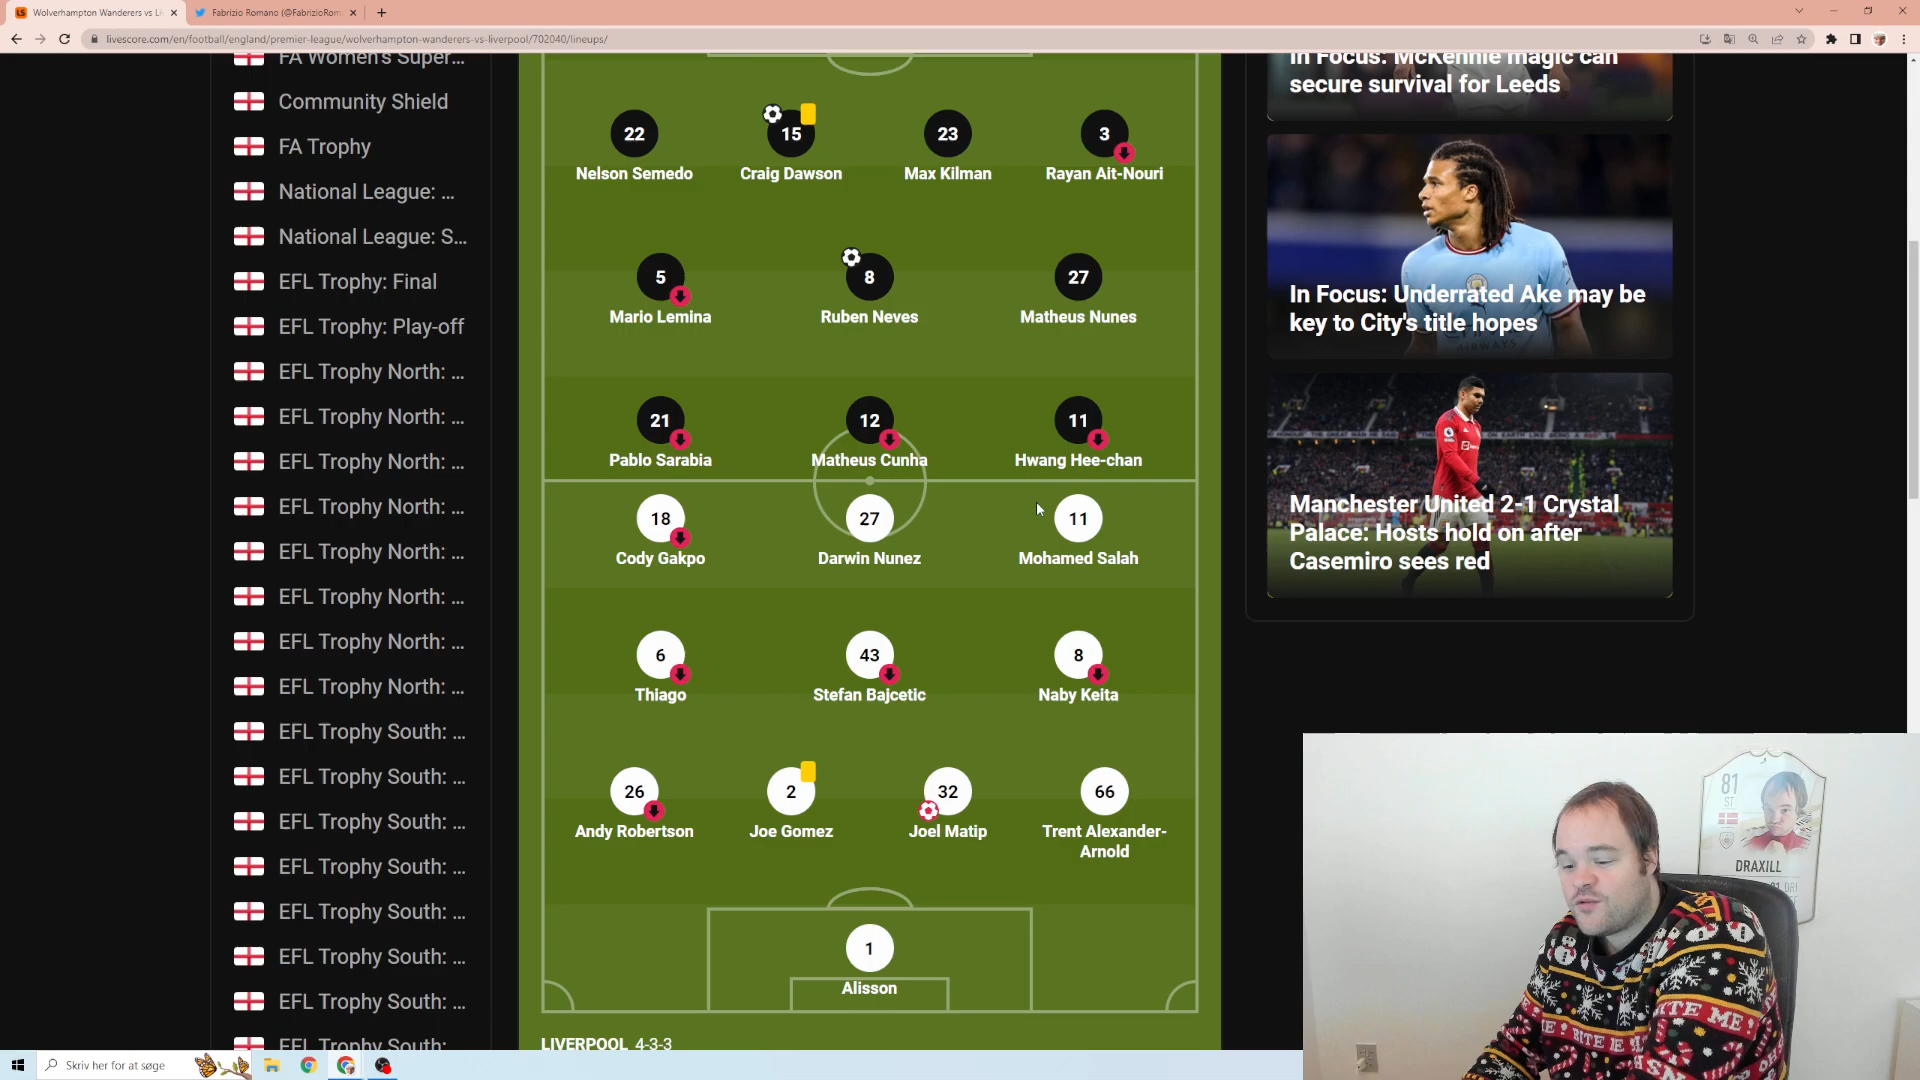 Wolverhampton Wanderers vs Li
Fabrizio Romano (@FabrizioRom
livescore.com/en/football/england/premier-league/wolverhampton-wanderers-vs-liverpool/702040/lineups/
FA Women's Super...
Community Shield
FA Trophy
National League: ...
National League: S...
EFL Trophy: Final
EFL Trophy: Play-off
EFL Trophy North: ...
EFL Trophy North: ...
EFL Trophy North: ...
EFL Trophy North: ...
EFL Trophy North: ...
EFL Trophy North: ...
EFL Trophy North: ...
EFL Trophy North: ...
EFL Trophy South: ...
EFL Trophy South: ...
EFL Trophy South: ...
EFL Trophy South: ...
EFL Trophy South: ...
EFL Trophy South: ...
EFL Trophy South: ...
EFL Trophy South: ...
22
Nelson Semedo
15
Craig Dawson
23
Max Kilman
3
Rayan Ait-Nouri
5
Mario Lemina
8
Ruben Neves
27
Matheus Nunes
21
Pablo Sarabia
12
Matheus Cunha
11
Hwang Hee-chan
18
Cody Gakpo
27
Darwin Nunez
11
Mohamed Salah
6
Thiago
43
Stefan Bajcetic
8
Naby Keita
26
Andy Robertson
2
Joe Gomez
32
Joel Matip
66
Trent Alexander-
Arnold
1
Alisson
LIVERPOOL 4-3-3
In Focus: McKennie magic can
secure survival for Leeds
In Focus: Underrated Ake may be
key to City's title hopes
Manchester United 2-1 Crystal
Palace: Hosts hold on after
Casemiro sees red
81
ST
DRAXILL
BITE ME!
Skriv her for at søge